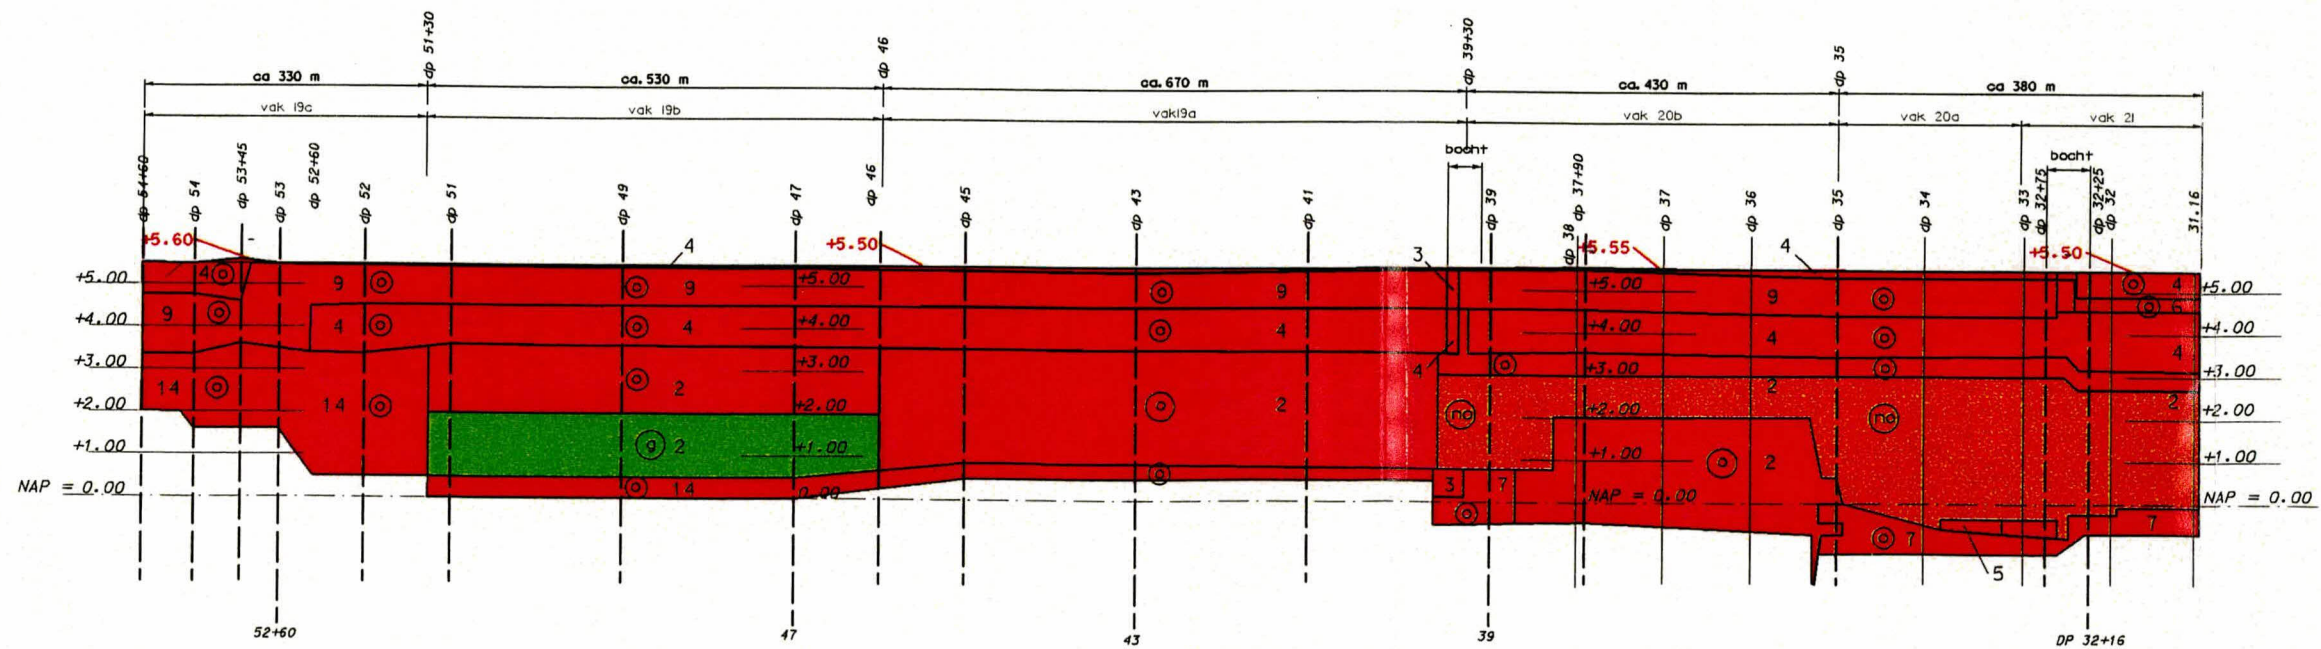 dp 51+30
dp 46
dp 39+30
dp 35
ca 330 m
ca. 530 m
ca. 670 m
ca. 430 m
ca 380 m
vak 19c
vak 19b
vak19a
vak 20b
vak 20a
vak 21
bocht
bocht
dp 54+60
dp 54
dp 53+45
dp 53
dp 52+60
dp 52
dp 51
dp 49
dp 47
dp 46
dp 45
dp 43
dp 41
dp 39
dp 38
dp 37+90
dp 37
dp 36
dp 35
dp 34
dp 33
dp 32+75
dp 32+25
dp 32
31.16
+5.60
4
+5.50
3
+5.55
4
+5.50
+5.00
4 o
9 o
o 9
+5.00
o 9
+5.00
9 o
o 4
+5.00
+4.00
9 o
4 o
o 4
+4.00
o 4
+4.00
4 o
o 6
+4.00
4
+3.00
+3.00
4
o
+3.00
o
+3.00
14 o
14 o
o 2
2
2
+2.00
+2.00
o 2
no
+2.00
no
+2.00
+1.00
g 2
+1.00
+1.00
o 2
+1.00
NAP = 0.00
o 14
0.00
o
3 7
o
NAP = 0.00
NAP = 0.00
o 7
7
5
52+60
47
43
39
DP 32+16